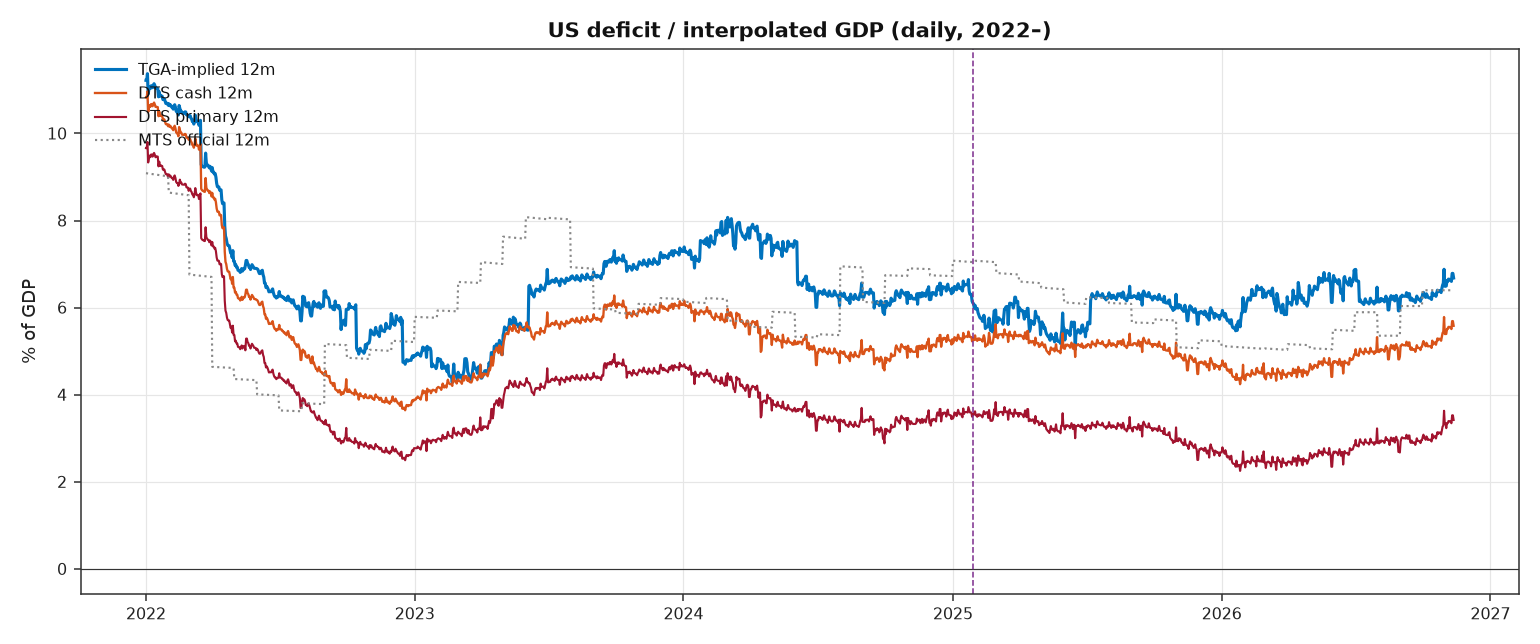 US deficit / interpolated GDP (daily, 2022–)
TGA-implied 12m
DTS cash 12m
DTS primary 12m
MTS official 12m
% of GDP
10
8
6
4
2
0
2022
2023
2024
2025
2026
2027